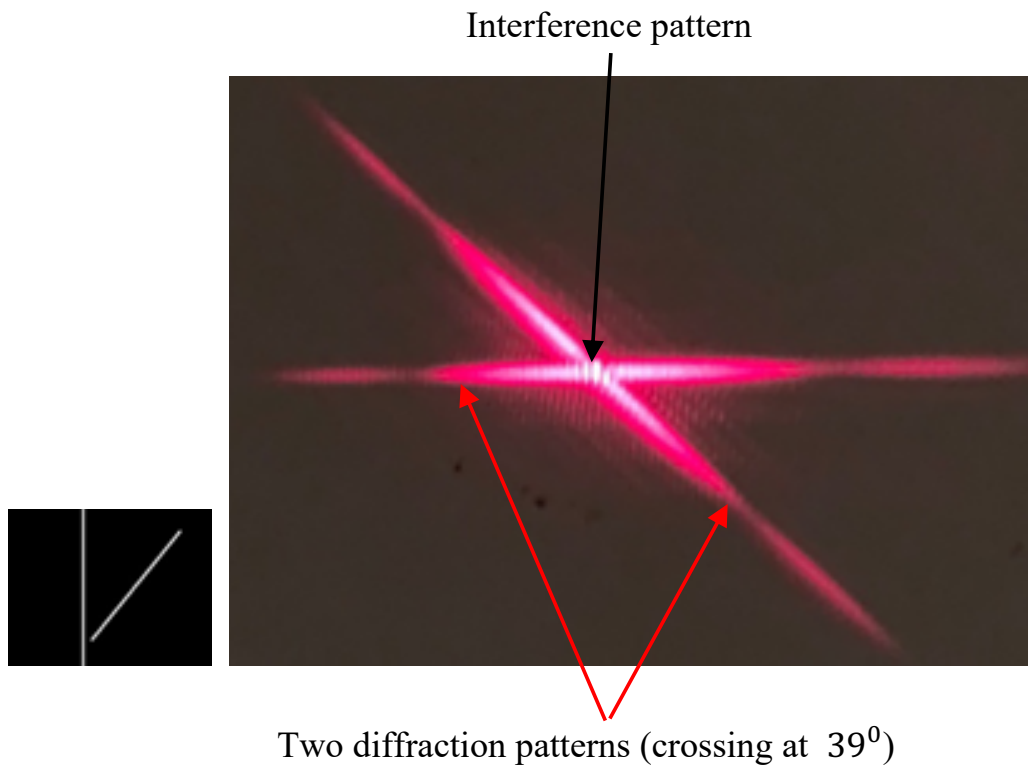 Interference pattern
Two diffraction patterns (crossing at 39⁰)